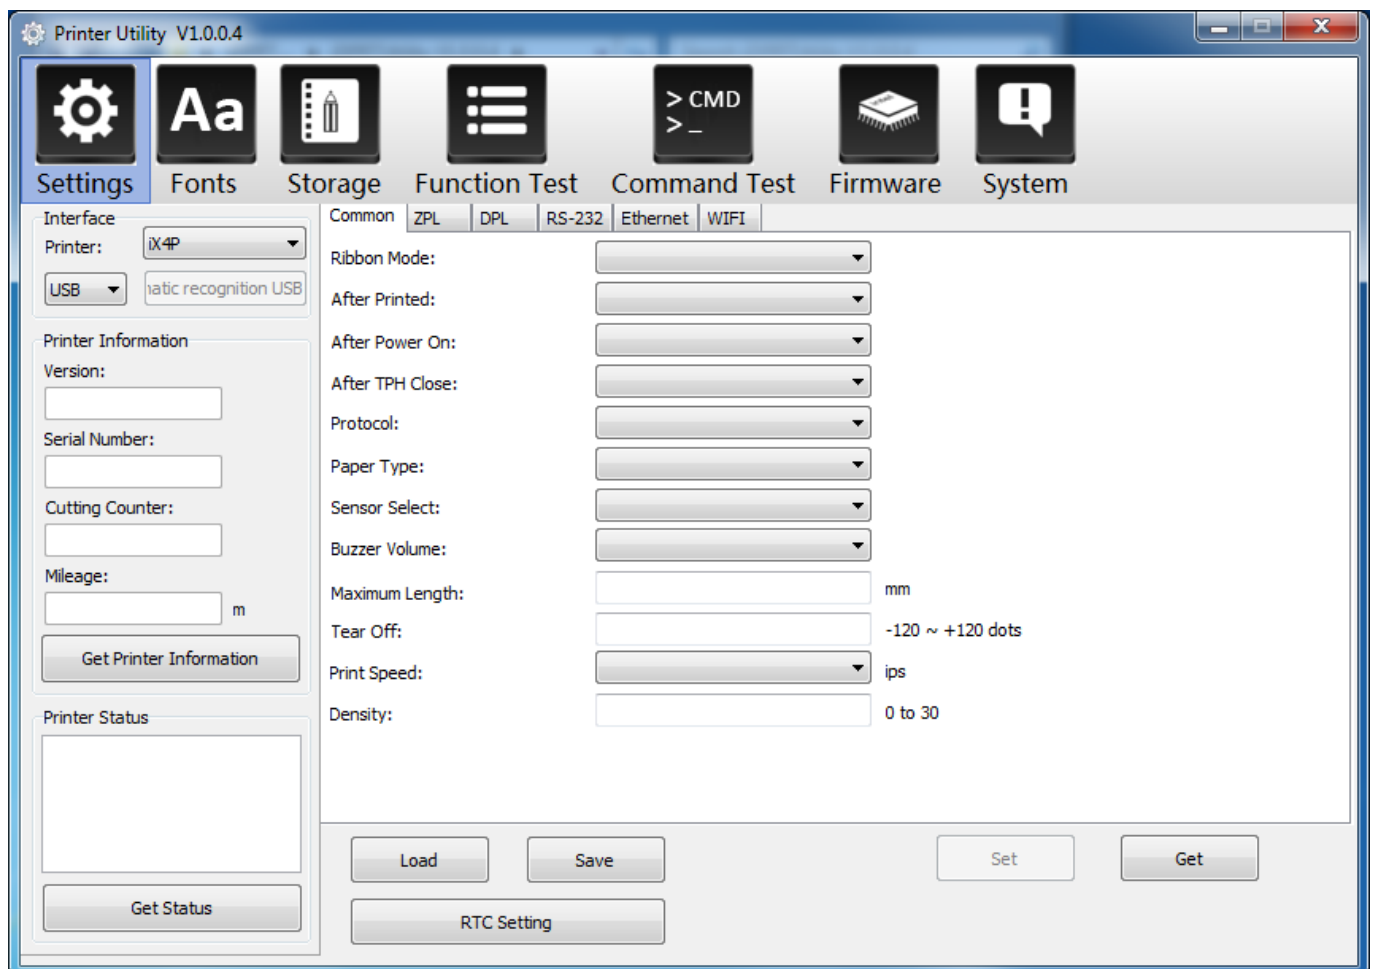 Printer Utility V1.0.0.4
Aa
> CMD
> _
Settings Fonts Storage Function Test Command Test Firmware System
Interface
Printer: iX4P
USB natic recognition USB
Printer Information
Version:
Serial Number:
Cutting Counter:
Mileage:
m
Get Printer Information
Printer Status
Get Status
Common ZPL DPL RS-232 Ethernet WIFI
Ribbon Mode:
After Printed:
After Power On:
After TPH Close:
Protocol:
Paper Type:
Sensor Select:
Buzzer Volume:
Maximum Length: mm
Tear Off: -120 ~ +120 dots
Print Speed: ips
Density: 0 to 30
Load Save Set Get
RTC Setting